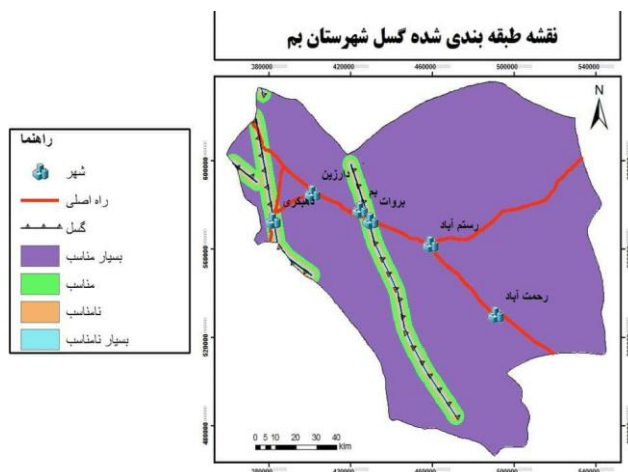 نقشه طبقه بندی شده گسل شهرستان بم
380000 420000 460000 500000 540000
N
راهنما
شهر
راه اصلی
گسل
بسیار مناسب
مناسب
نامناسب
بسیار نامناسب
600000
560000
520000
480000
دارزین
بم
دهبکری
بروات
رستم آباد
رحمت آباد
0 5 10 20 30 40
km
380000 420000 460000 500000 540000